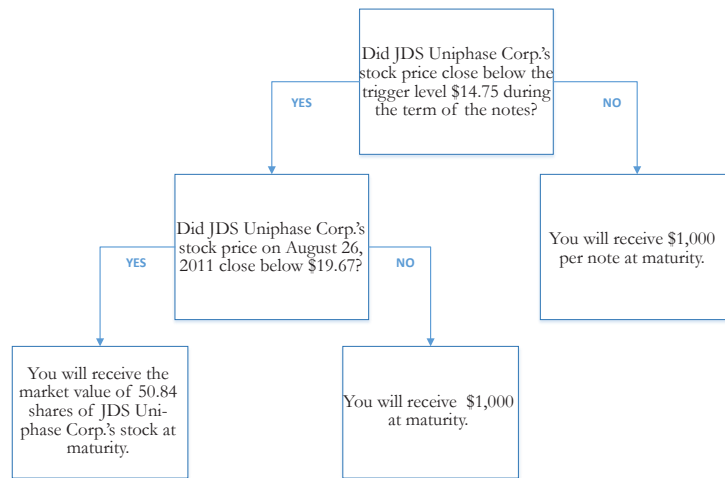 Did JDS Uniphase Corp.'s
stock price close below the
trigger level $14.75 during
the term of the notes?
YES
NO
Did JDS Uniphase Corp.'s
stock price on August 26,
2011 close below $19.67?
You will receive $1,000
per note at maturity.
YES
NO
You will receive the
market value of 50.84
shares of JDS Uni-
phase Corp.'s stock at
maturity.
You will receive $1,000
at maturity.